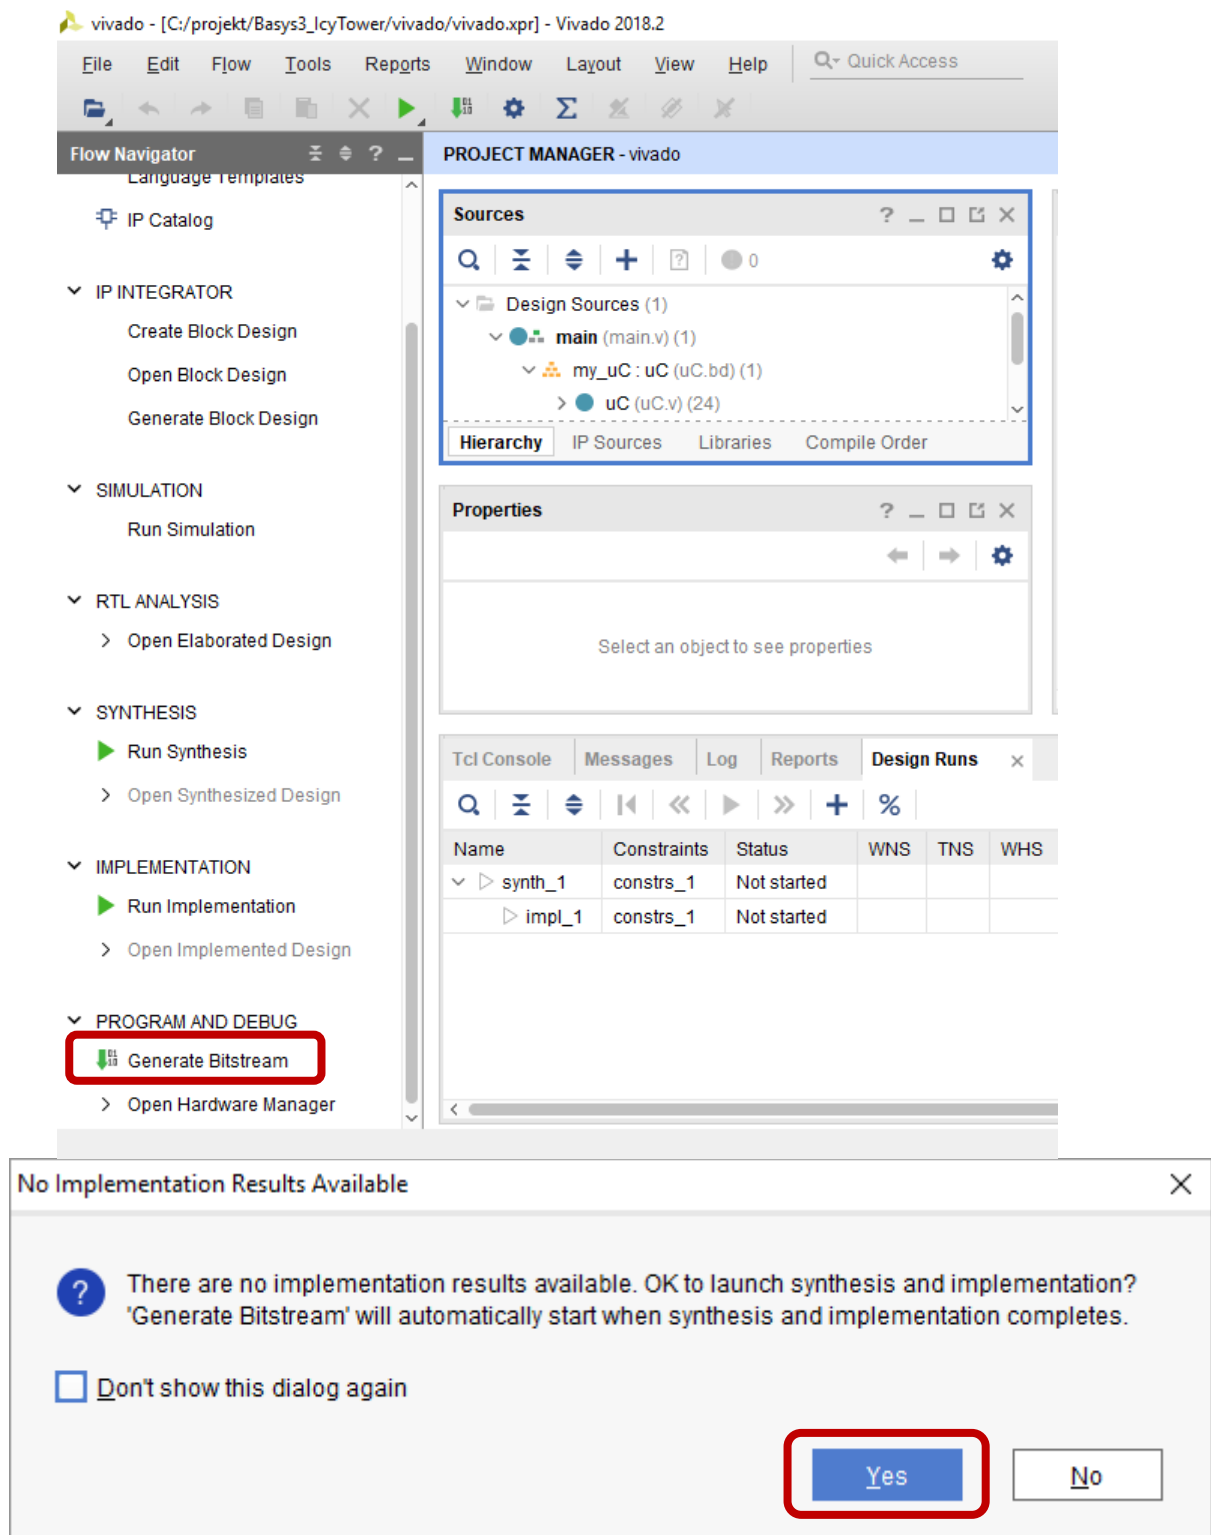 vivado - [C:/projekt/Basys3_IcyTower/vivado/vivado.xpr] - Vivado 2018.2
File Edit Flow Tools Reports Window Layout View Help Quick Access
Flow Navigator
PROJECT MANAGER - vivado
Language Templates
IP Catalog
IP INTEGRATOR
Create Block Design
Open Block Design
Generate Block Design
SIMULATION
Run Simulation
RTL ANALYSIS
Open Elaborated Design
SYNTHESIS
Run Synthesis
Open Synthesized Design
IMPLEMENTATION
Run Implementation
Open Implemented Design
PROGRAM AND DEBUG
Generate Bitstream
Open Hardware Manager
Sources
0
Design Sources (1)
main (main.v) (1)
my_uC : uC (uC.bd) (1)
uC (uC.v) (24)
Hierarchy IP Sources Libraries Compile Order
Properties
Select an object to see properties
Tcl Console Messages Log Reports Design Runs
Name Constraints Status WNS TNS WHS
synth_1 constrs_1 Not started
impl_1 constrs_1 Not started
No Implementation Results Available
There are no implementation results available. OK to launch synthesis and implementation?
'Generate Bitstream' will automatically start when synthesis and implementation completes.
Don't show this dialog again
Yes No